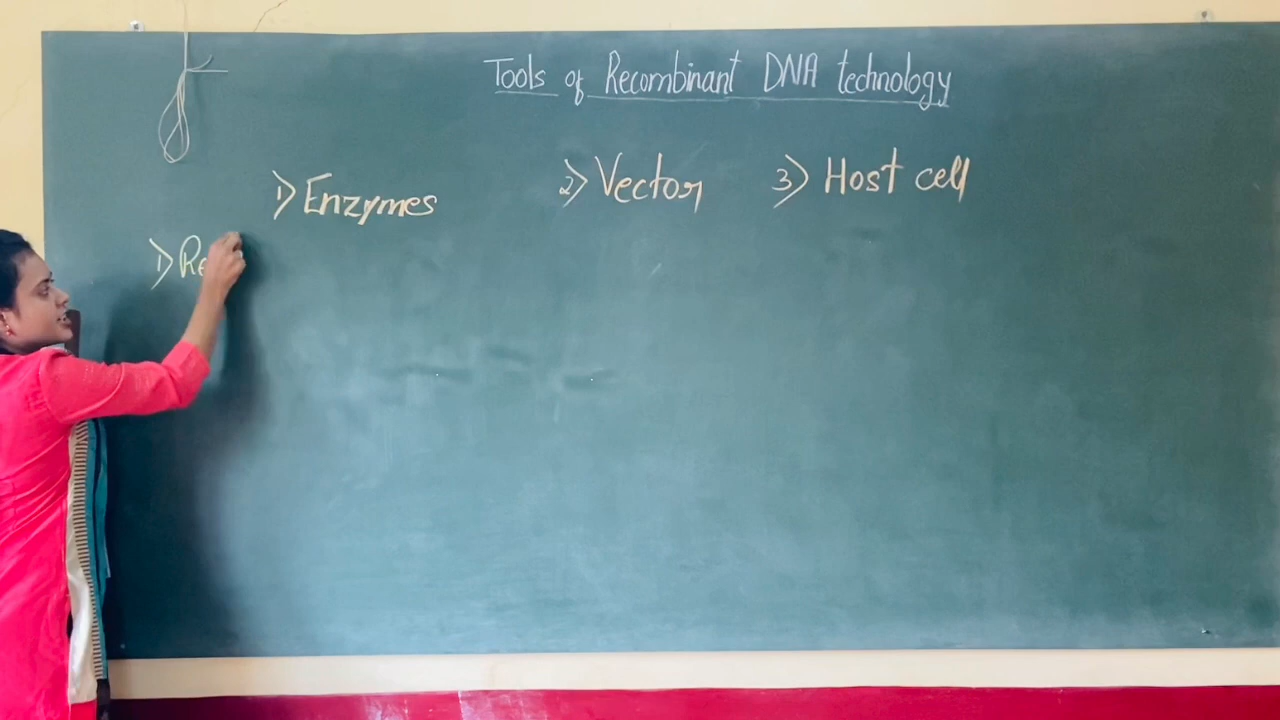 Tools of Recombinant DNA technology
1) Enzymes 2) Vector 3) Host cell
1) Re